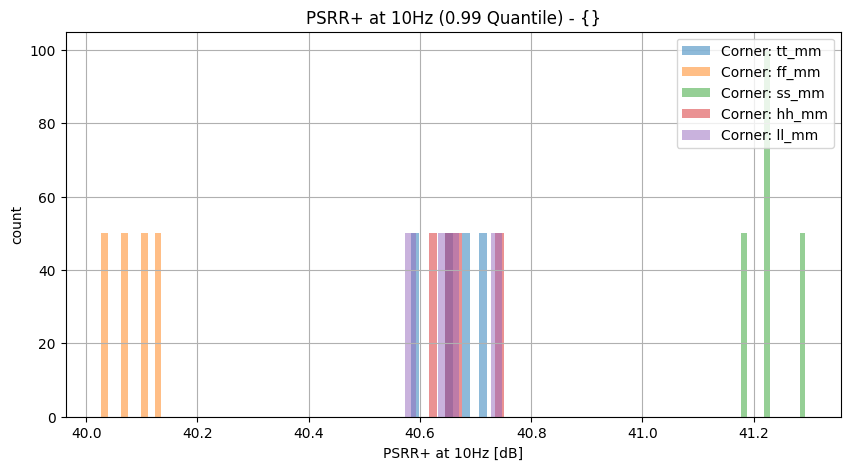 PSRR+ at 10Hz (0.99 Quantile) - {}
100
80
60
40
20
0
count
Corner: tt_mm
Corner: ff_mm
Corner: ss_mm
Corner: hh_mm
Corner: ll_mm
40.0 40.2 40.4 40.6 40.8 41.0 41.2
PSRR+ at 10Hz [dB]